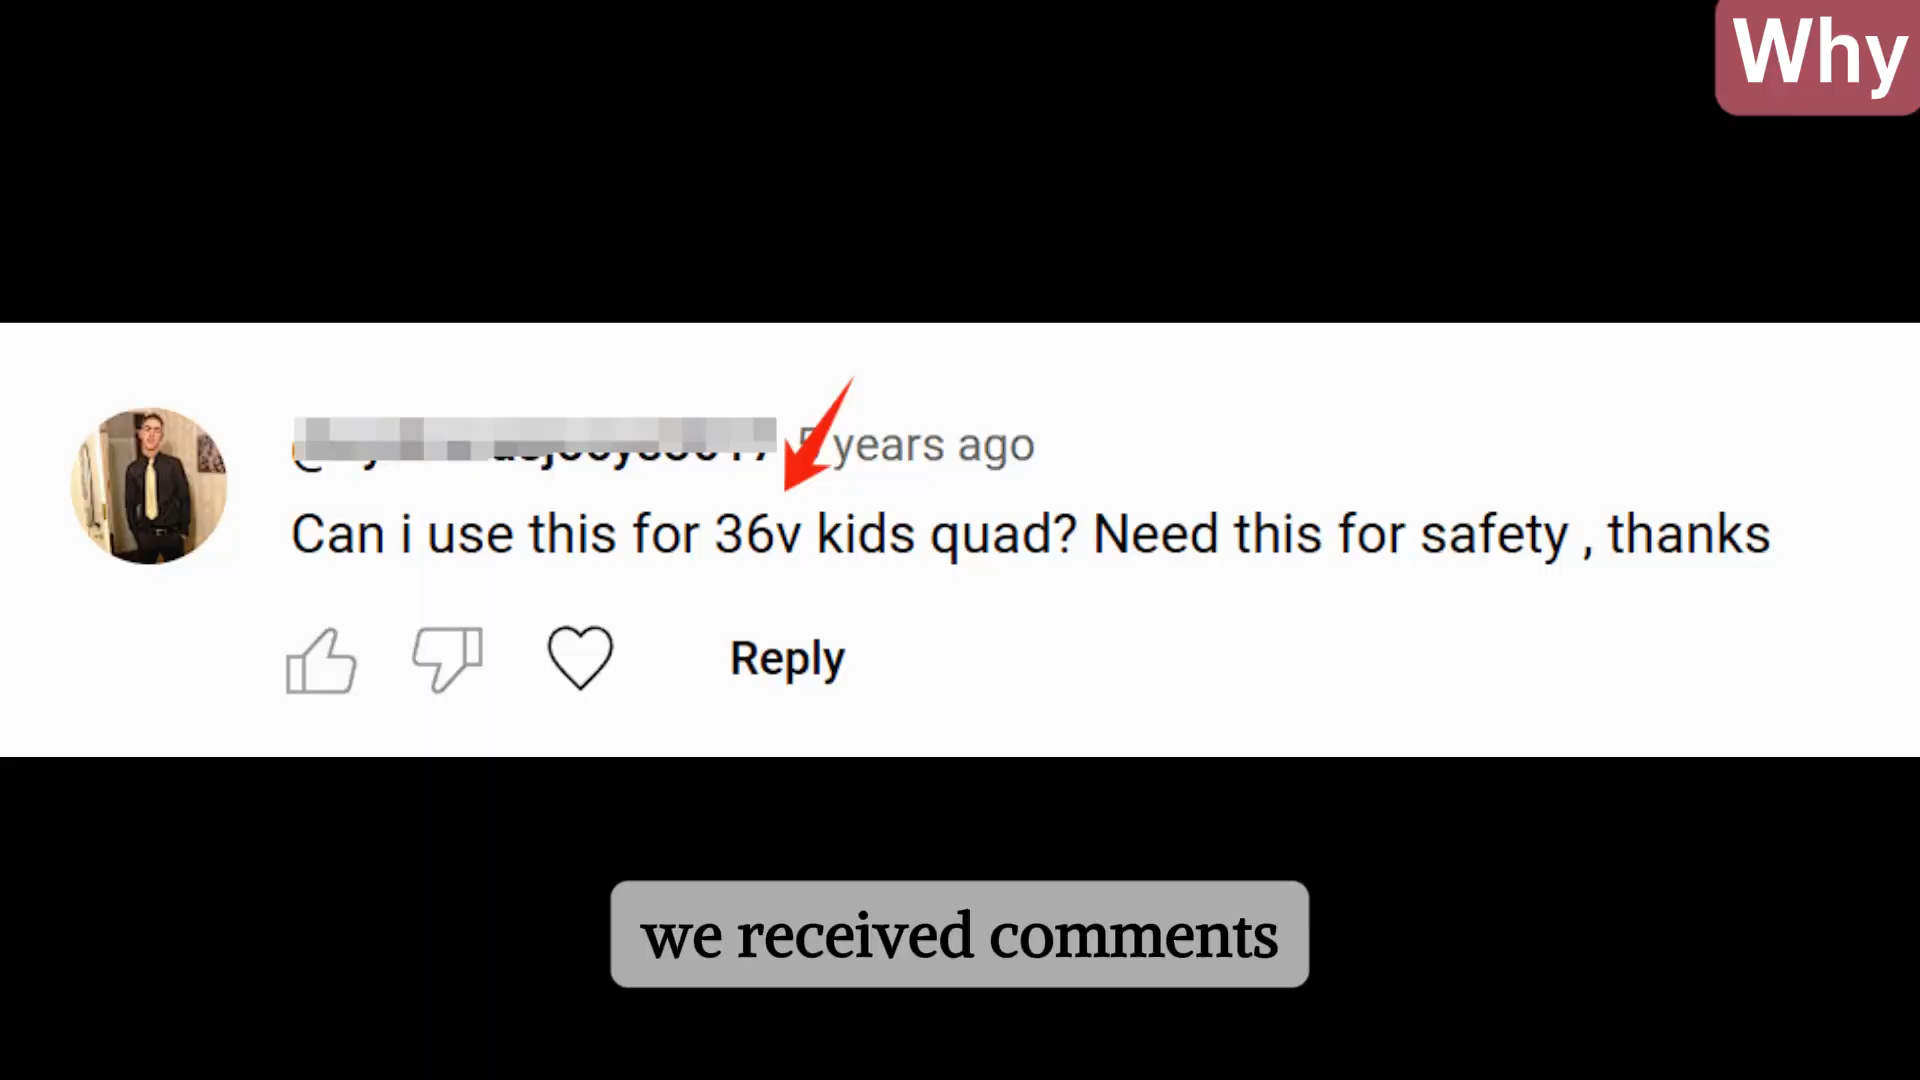 Why
years ago
Can i use this for 36v kids quad? Need this for safety , thanks
Reply
we received comments